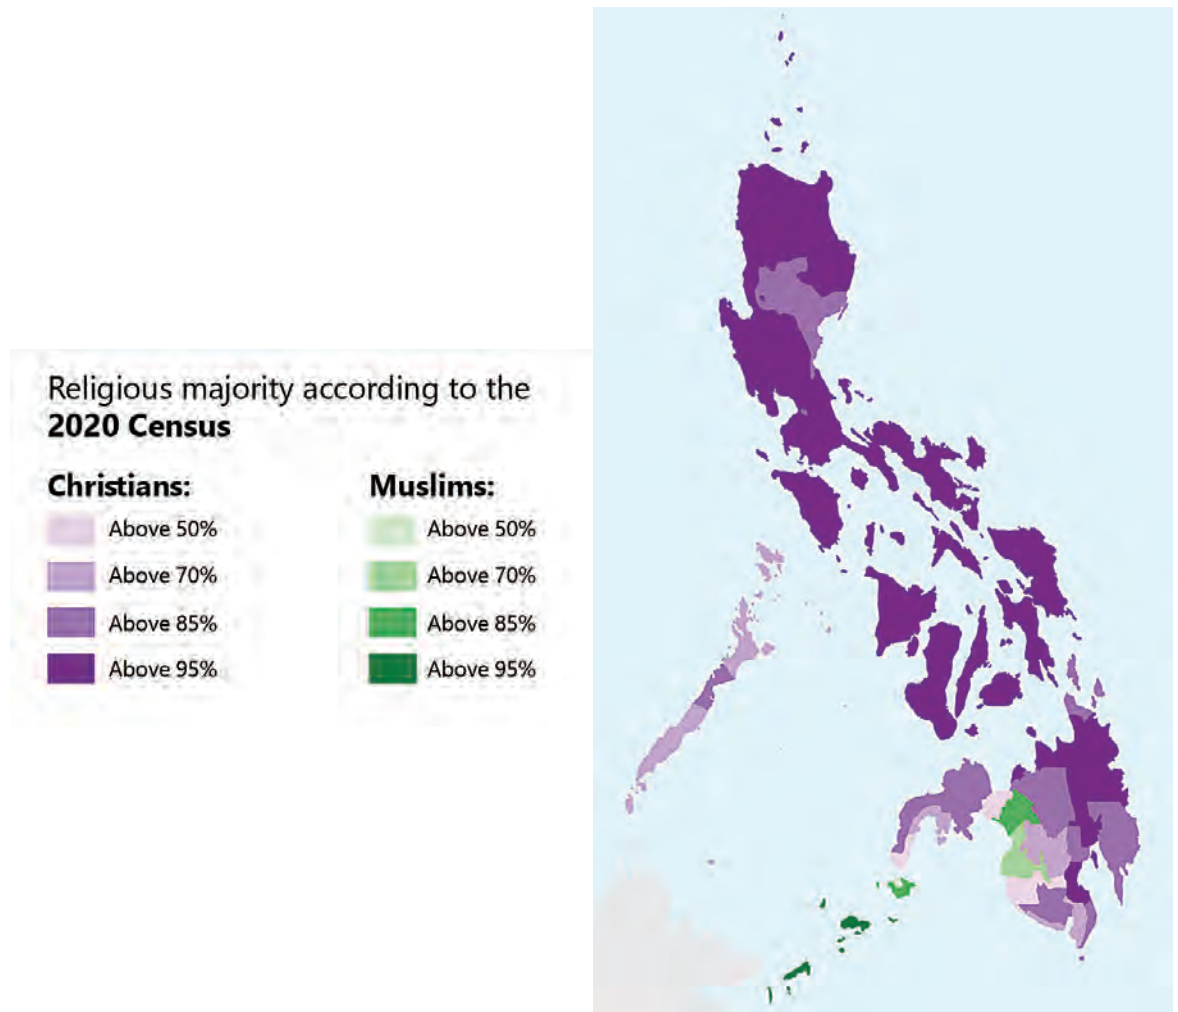 Religious majority according to the
2020 Census
Christians:
Above 50%
Above 70%
Above 85%
Above 95%
Muslims:
Above 50%
Above 70%
Above 85%
Above 95%